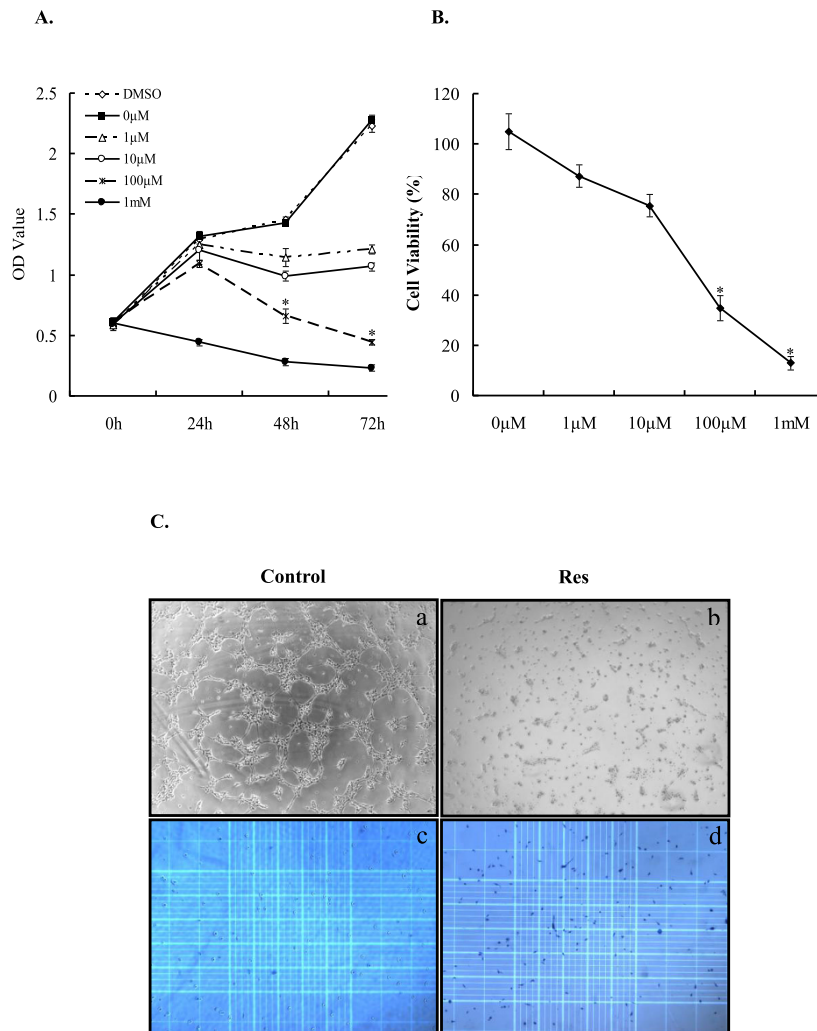 A.
B.
2.5
2
1.5
1
0.5
0
OD Value
DMSO
0μM
1μM
10μM
100μM
1mM
*
*
0h
24h
48h
72h
120
100
80
60
40
20
0
Cell Viability (%)
*
*
0μM
1μM
10μM
100μM
1mM
C.
Control
Res
a
b
c
d